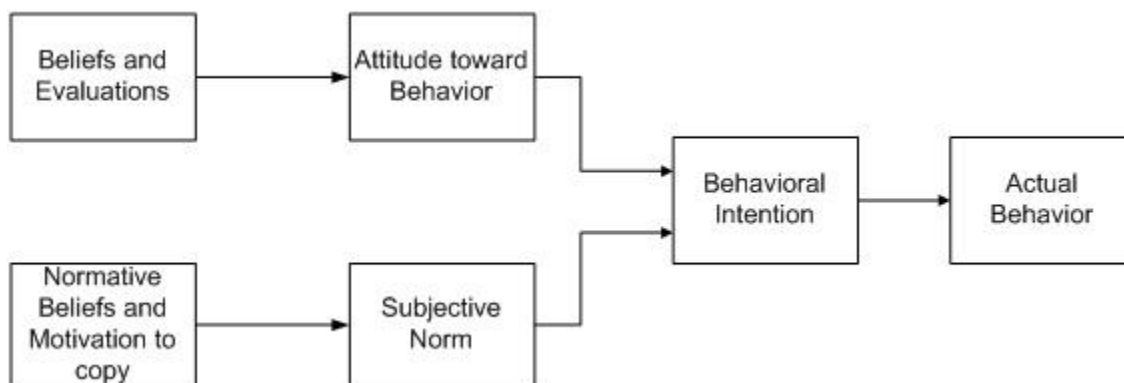 Beliefs and
Evaluations
Attitude toward
Behavior
Behavioral
Intention
Actual
Behavior
Normative
Beliefs and
Motivation to
copy
Subjective
Norm